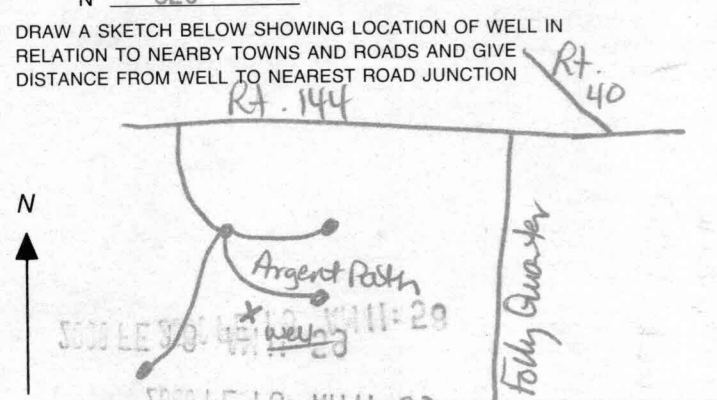 N
DRAW A SKETCH BELOW SHOWING LOCATION OF WELL IN
RELATION TO NEARBY TOWNS AND ROADS AND GIVE
DISTANCE FROM WELL TO NEAREST ROAD JUNCTION
Rt. 40
Rt. 144
N
Argent Path
x
well
Folly Quarter